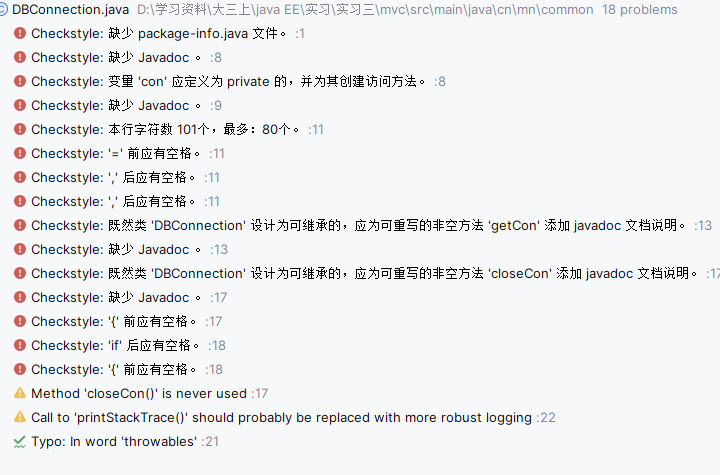 DBConnection.java D:\学习资料\大三上\java EE\实习\实习三\mvc\src\main\java\cn\mn\common 18 problems
Checkstyle: 缺少 package-info.java 文件。 :1
Checkstyle: 缺少 Javadoc 。 :8
Checkstyle: 变量 'con' 应定义为 private 的，并为其创建访问方法。 :8
Checkstyle: 缺少 Javadoc 。 :9
Checkstyle: 本行字符数 101个，最多：80个。 :11
Checkstyle: '=' 前应有空格。 :11
Checkstyle: ',' 后应有空格。 :11
Checkstyle: ',' 后应有空格。 :11
Checkstyle: 既然类 'DBConnection' 设计为可继承的，应为可重写的非空方法 'getCon' 添加 javadoc 文档说明。 :13
Checkstyle: 缺少 Javadoc 。 :13
Checkstyle: 既然类 'DBConnection' 设计为可继承的，应为可重写的非空方法 'closeCon' 添加 javadoc 文档说明。 :17
Checkstyle: 缺少 Javadoc 。 :17
Checkstyle: '{' 前应有空格。 :17
Checkstyle: 'if' 后应有空格。 :18
Checkstyle: '{' 前应有空格。 :18
Method 'closeCon()' is never used :17
Call to 'printStackTrace()' should probably be replaced with more robust logging :22
Typo: In word 'throwables' :21